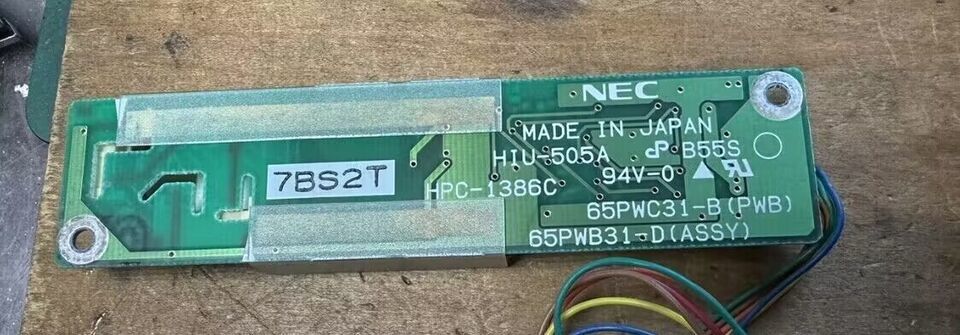 NEC
MADE IN JAPAN
HIU-505A B55S
7BS2T
HPC-1386C 94V-0
65PWC31-B(PWB)
65PWB31-D(ASSY)